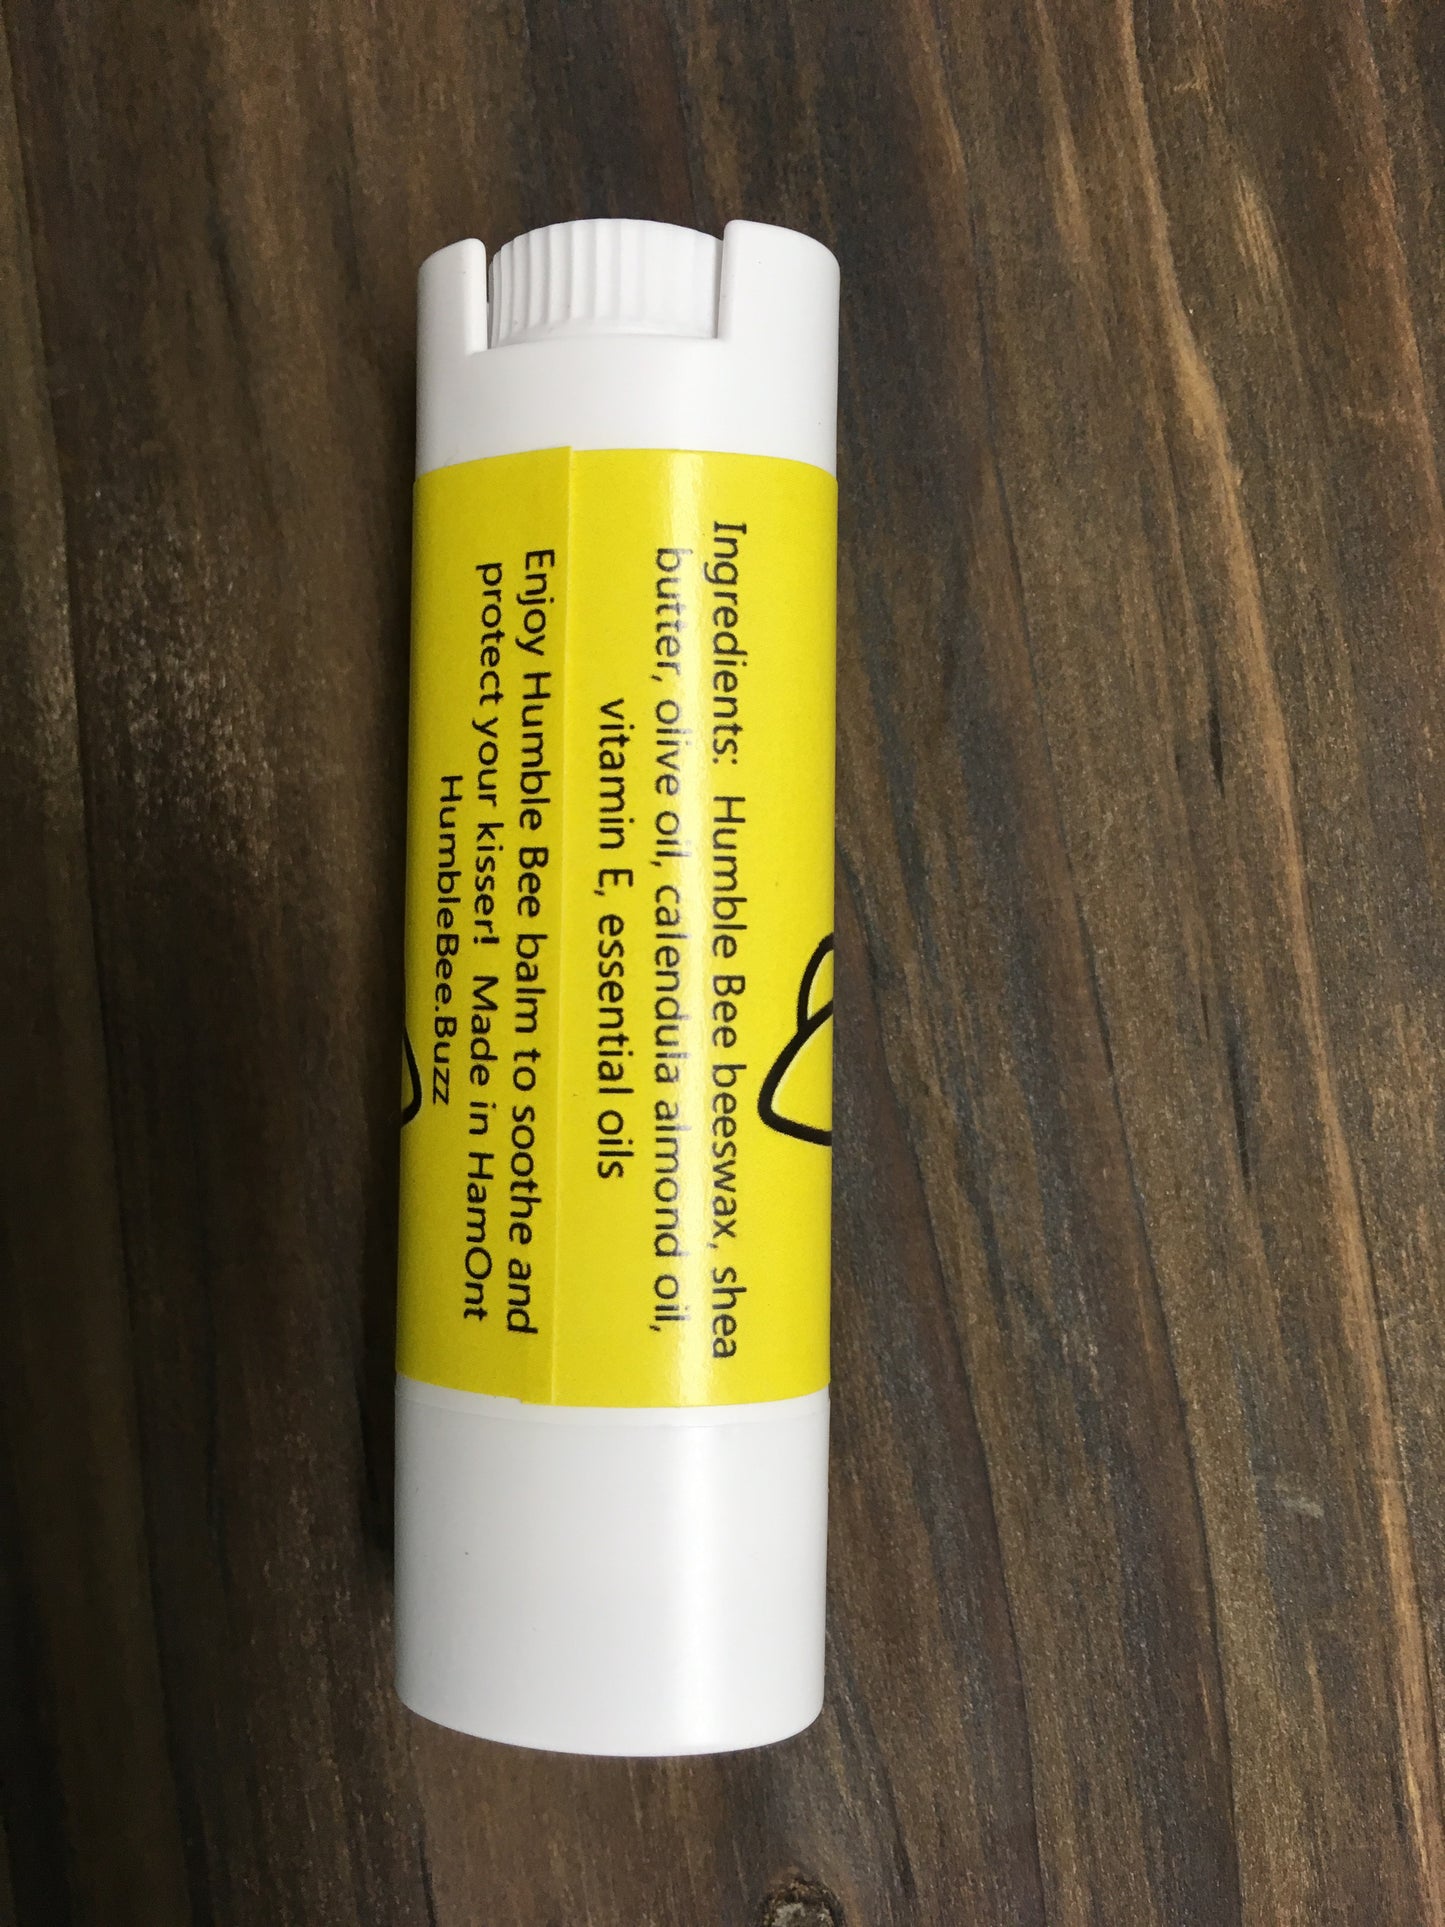 Ingredients: Humble Bee beeswax, shea
butter, olive oil, calendula almond oil,
vitamin E, essential oils
Enjoy Humble Bee balm to soothe and
protect your kisser! Made in HamOnt
HumbleBee.Buzz